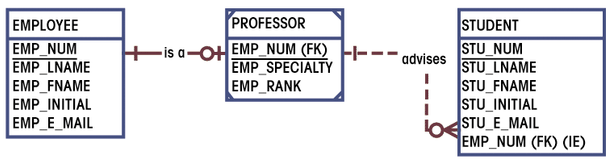 EMPLOYEE
EMP_NUM
EMP_LNAME
EMP_FNAME
EMP_INITIAL
EMP_E_MAIL
is a
PROFESSOR
EMP_NUM (FK)
EMP_SPECIALTY
EMP_RANK
advises
STUDENT
STU_NUM
STU_LNAME
STU_FNAME
STU_INITIAL
STU_E_MAIL
EMP_NUM (FK) (IE)